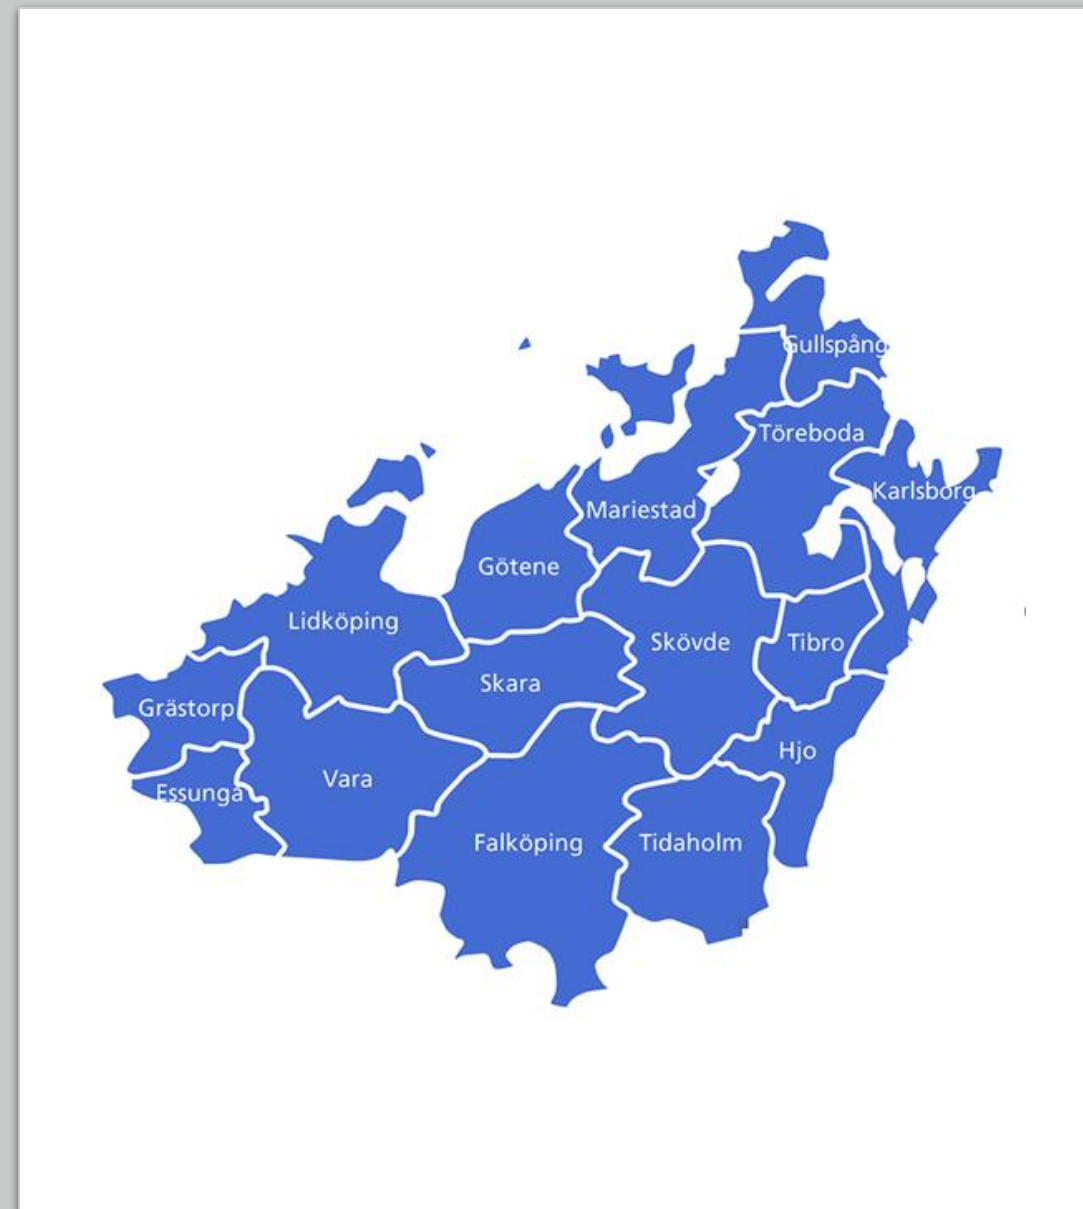 Gullspång
Töreboda
Karlsborg
Mariestad
Götene
Lidköping
Skövde
Tibro
Skara
Grästorp
Hjo
Vara
Essunga
Falköping
Tidaholm